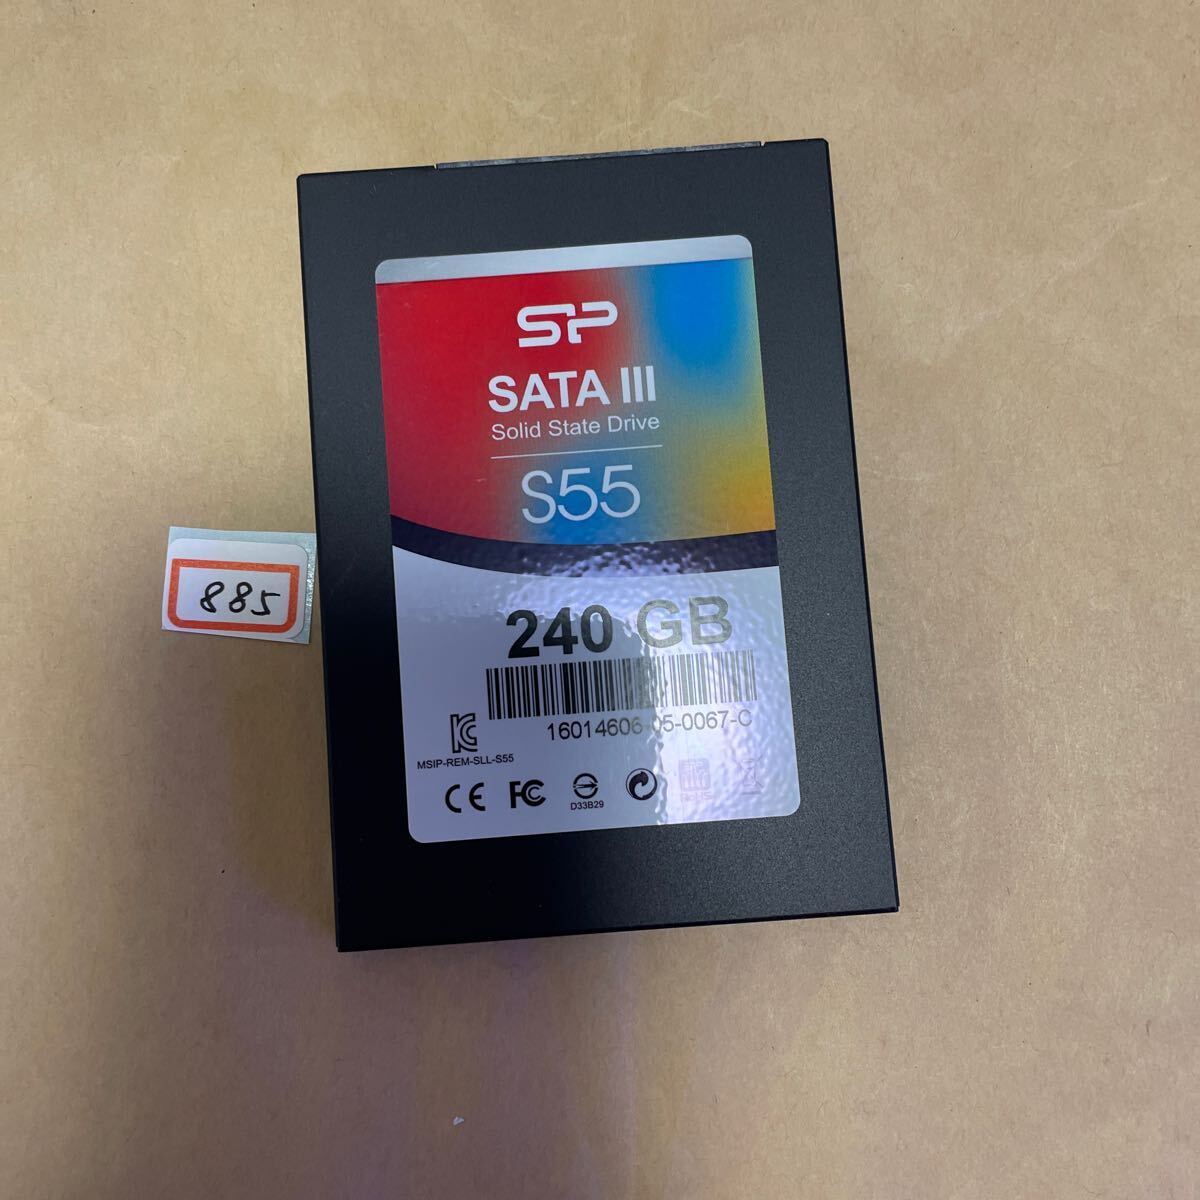 SP
SATA III
Solid State Drive
S55
885
240 GB
16014606-05-0067-C
MSIP-REM-SLL-S55
CE FC
D33B29